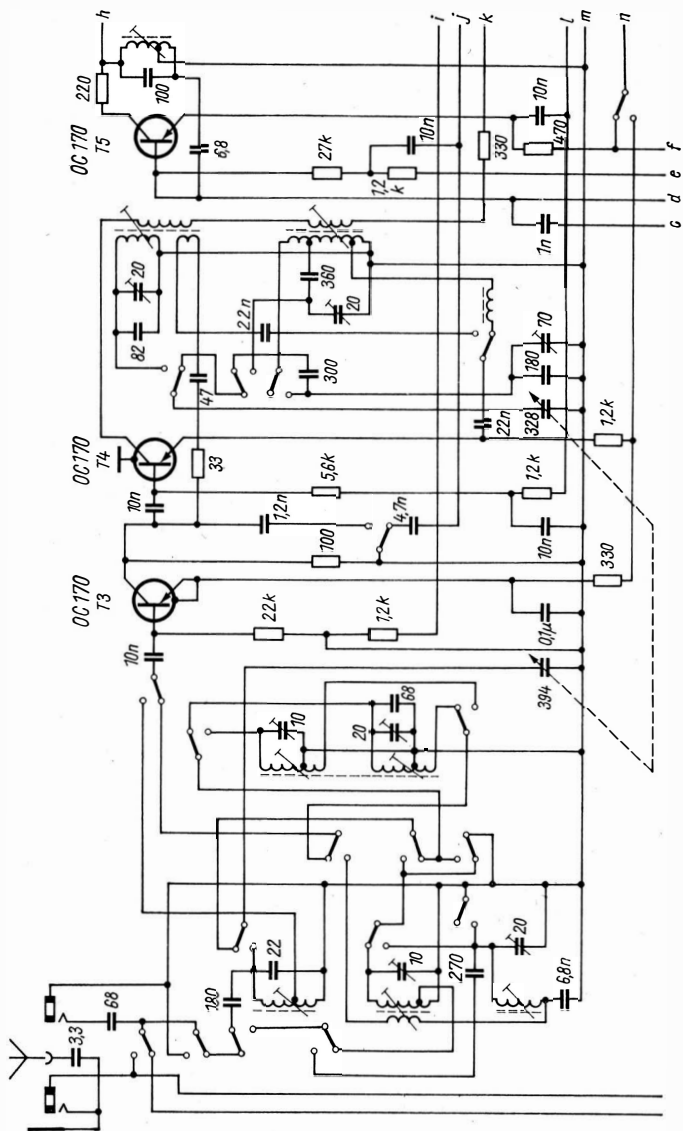 h
i
j
k
l
m
n
220
100
OC 170
T5
6,8
27k
10n
1,2
k
330
10n
470
f
e
d
c
1n
20
82
360
20
22n
47
300
70
180
328
22n
1,2k
OC 170
T4
10n
33
5,6k
1,2k
1,2n
4,7n
100
10n
330
OC 170
T3
10n
22k
1,2k
0,1µ
394
68
10
20
22
180
10
270
20
6,8n
68
3,3